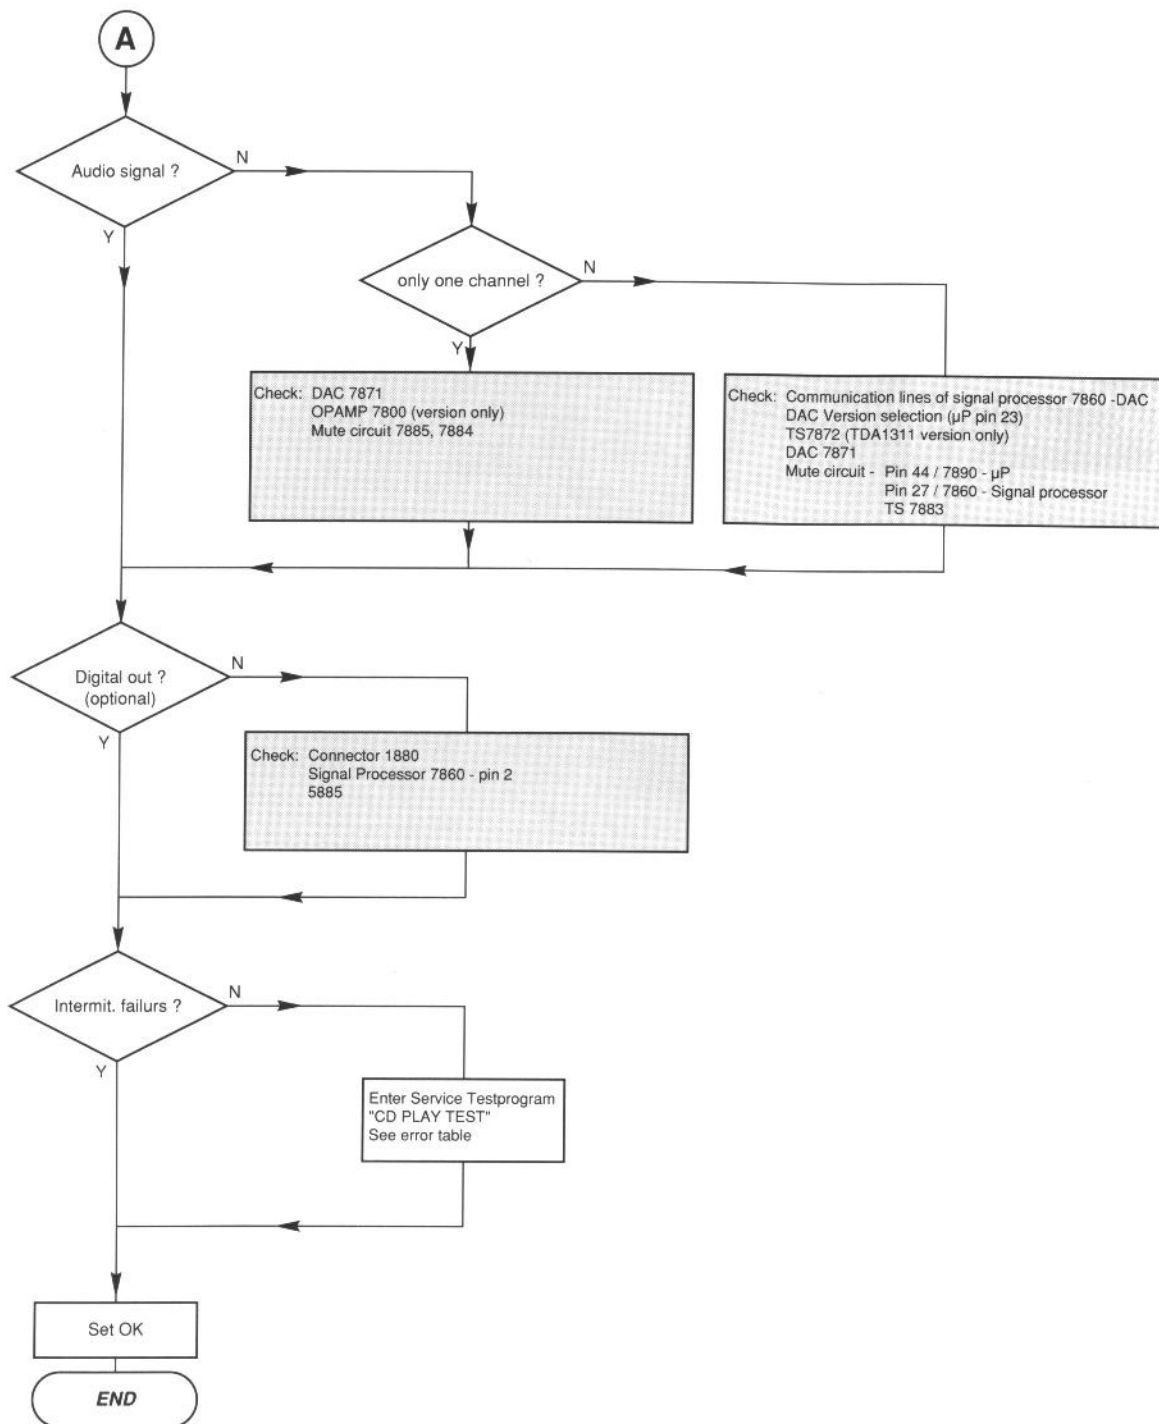 A
Audio signal ?
N
Y
only one channel ?
N
Y
Check: DAC 7871
OPAMP 7800 (version only)
Mute circuit 7885, 7884
Check: Communication lines of signal processor 7860 -DAC
DAC Version selection (µP pin 23)
TS7872 (TDA1311 version only)
DAC 7871
Mute circuit - Pin 44 / 7890 - µP
Pin 27 / 7860 - Signal processor
TS 7883
Digital out ?
(optional)
N
Y
Check: Connector 1880
Signal Processor 7860 - pin 2
5885
Intermit. failurs ?
N
Y
Enter Service Testprogram
"CD PLAY TEST"
See error table
Set OK
END